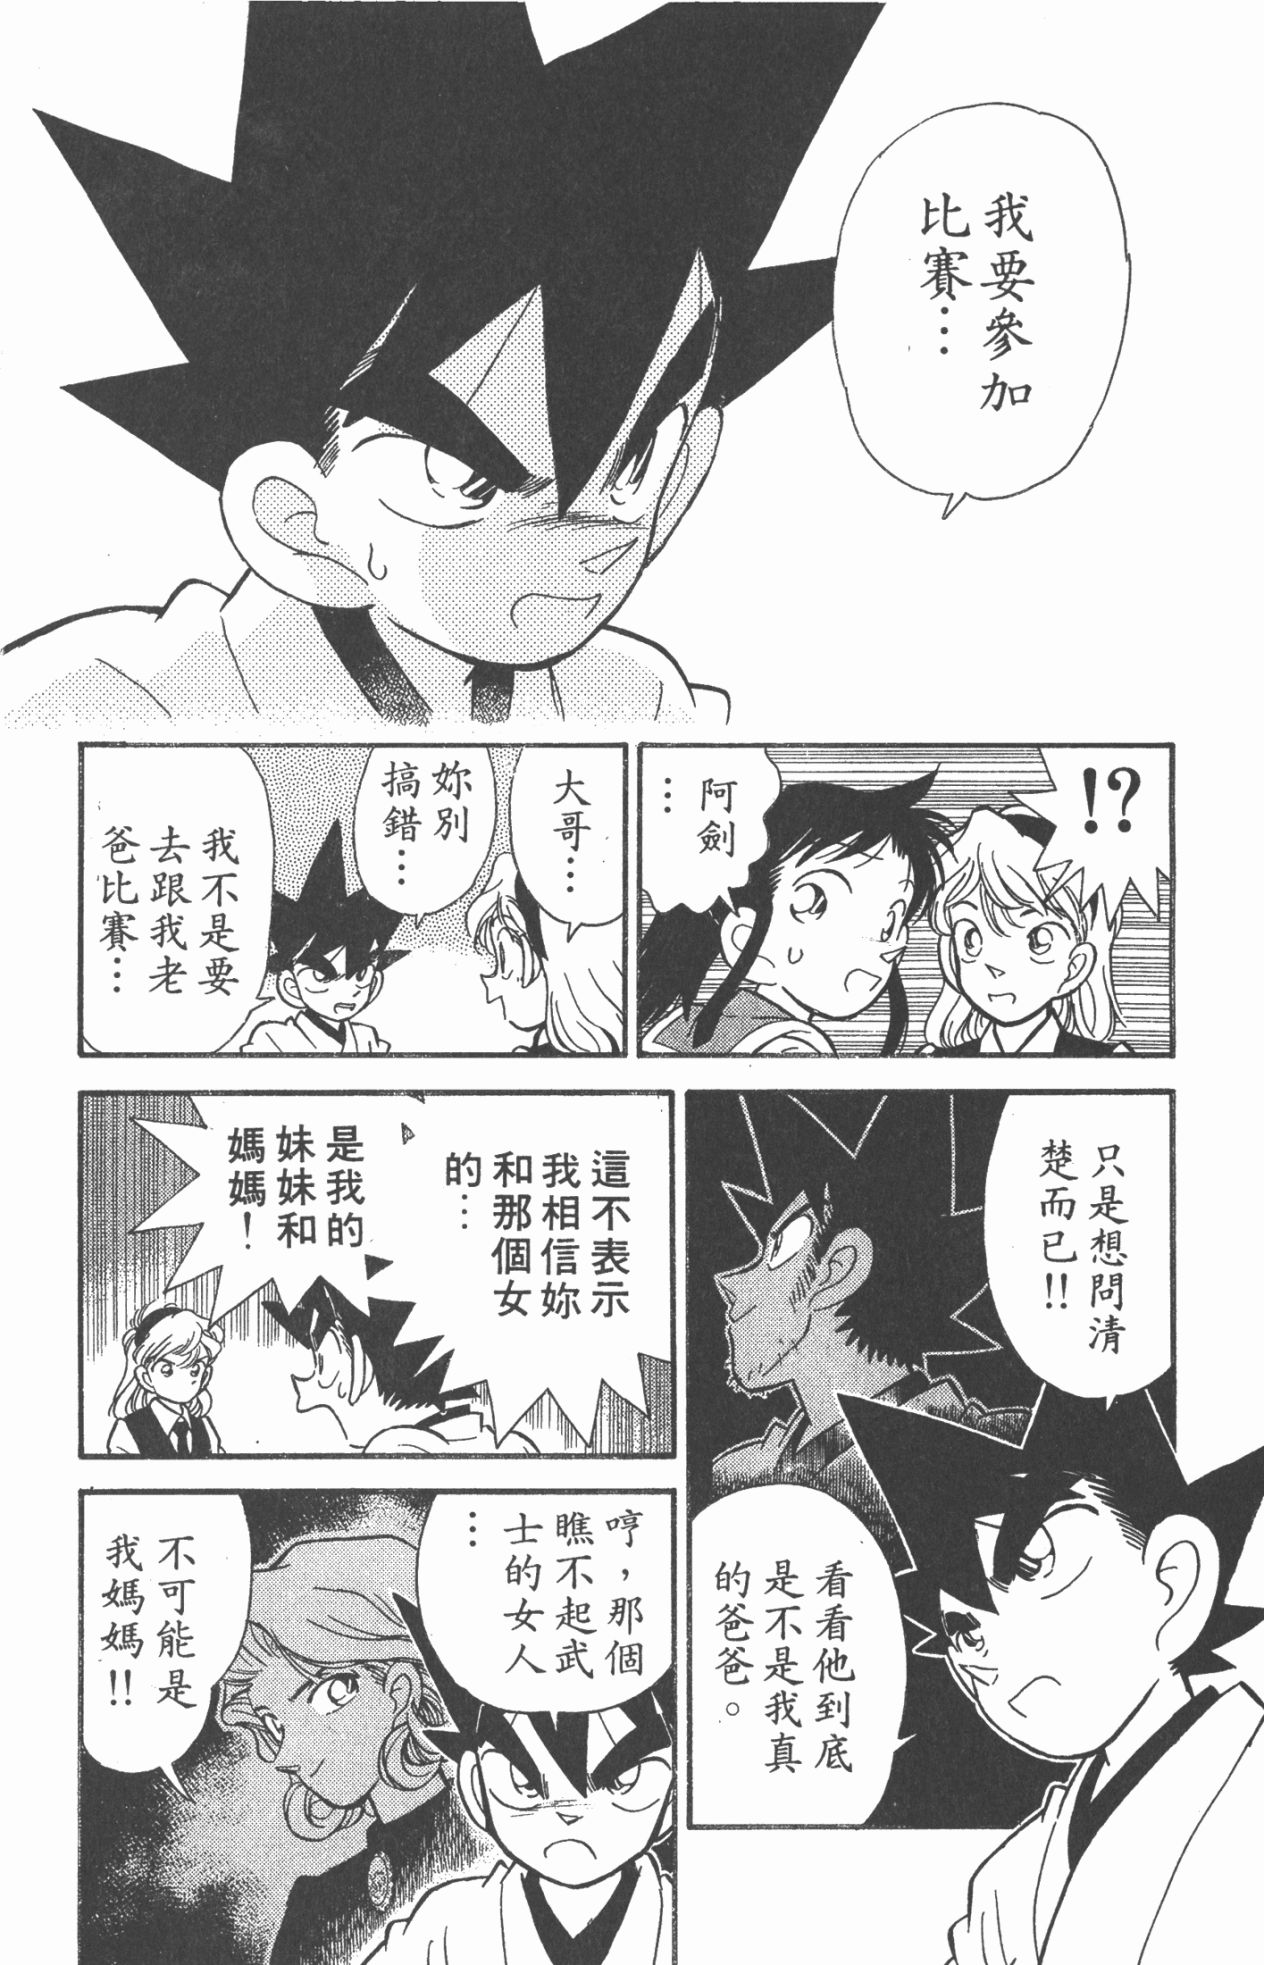 我要參加
比賽…
!?
阿劍
…
大哥…
妳別
搞錯…
我不是要
去跟我老
爸比賽…
只是想問清
楚而已!!
看看他到底
是不是我真
的爸爸。
這不表示
我相信妳
和那個女
的…
是我的
妹妹和
媽媽!
哼，那個
瞧不起武
士的女人
…
不可能是
我媽媽!!